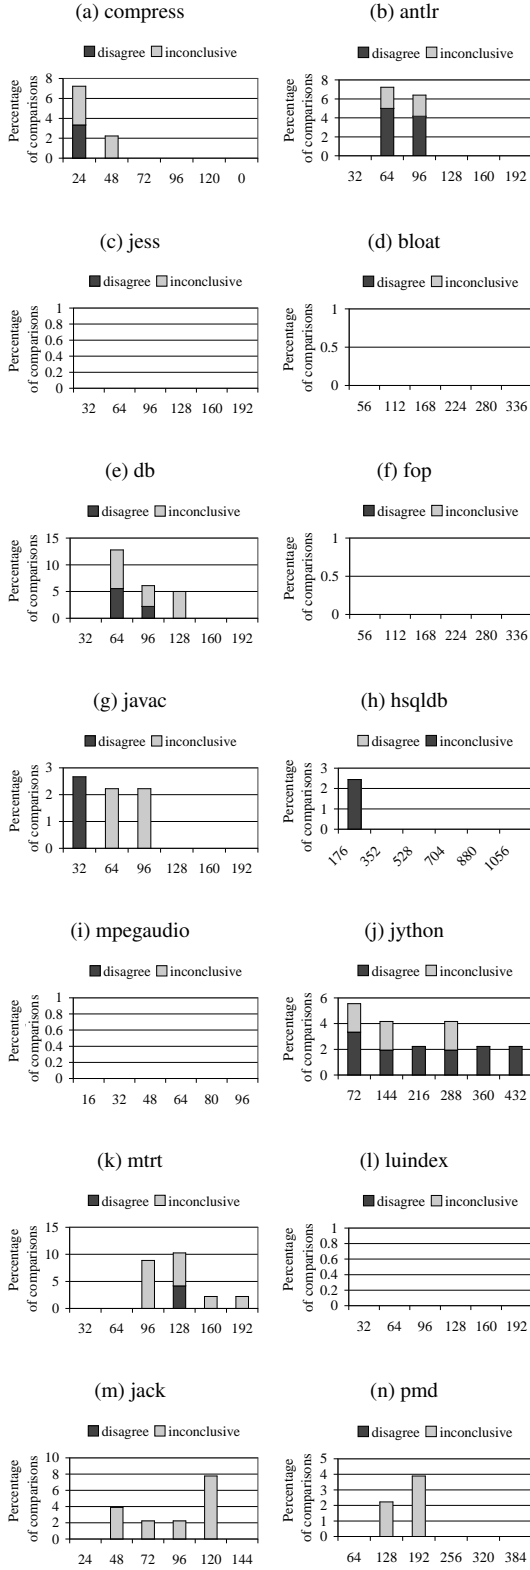 (a) compress
disagree inconclusive
Percentage
of comparisons
8
6
4
2
0
24 48 72 96 120 0
(b) antlr
disagree inconclusive
Percentage
of comparisons
8
6
4
2
0
32 64 96 128 160 192
(c) jess
disagree inconclusive
Percentage
of comparisons
1
0.8
0.6
0.4
0.2
0
32 64 96 128 160 192
(d) bloat
disagree inconclusive
Percentage
of comparisons
1
0.5
0
56 112 168 224 280 336
(e) db
disagree inconclusive
Percentage
of comparisons
15
10
5
0
32 64 96 128 160 192
(f) fop
disagree inconclusive
Percentage
of comparisons
1
0.5
0
56 112 168 224 280 336
(g) javac
disagree inconclusive
Percentage
of comparisons
3
2
1
0
32 64 96 128 160 192
(h) hsqldb
disagree inconclusive
Percentage
of comparisons
3
2
1
0
176 352 528 704 880 1056
(i) mpegaudio
disagree inconclusive
Percentage
of comparisons
1
0.8
0.6
0.4
0.2
0
16 32 48 64 80 96
(j) jython
disagree inconclusive
Percentage
of comparisons
6
4
2
0
72 144 216 288 360 432
(k) mtrt
disagree inconclusive
Percentage
of comparisons
15
10
5
0
32 64 96 128 160 192
(l) luindex
disagree inconclusive
Percentage
of comparisons
1
0.8
0.6
0.4
0.2
0
32 64 96 128 160 192
(m) jack
disagree inconclusive
Percentage
of comparisons
10
8
6
4
2
0
24 48 72 96 120 144
(n) pmd
disagree inconclusive
Percentage
of comparisons
5
4
3
2
1
0
64 128 192 256 320 384